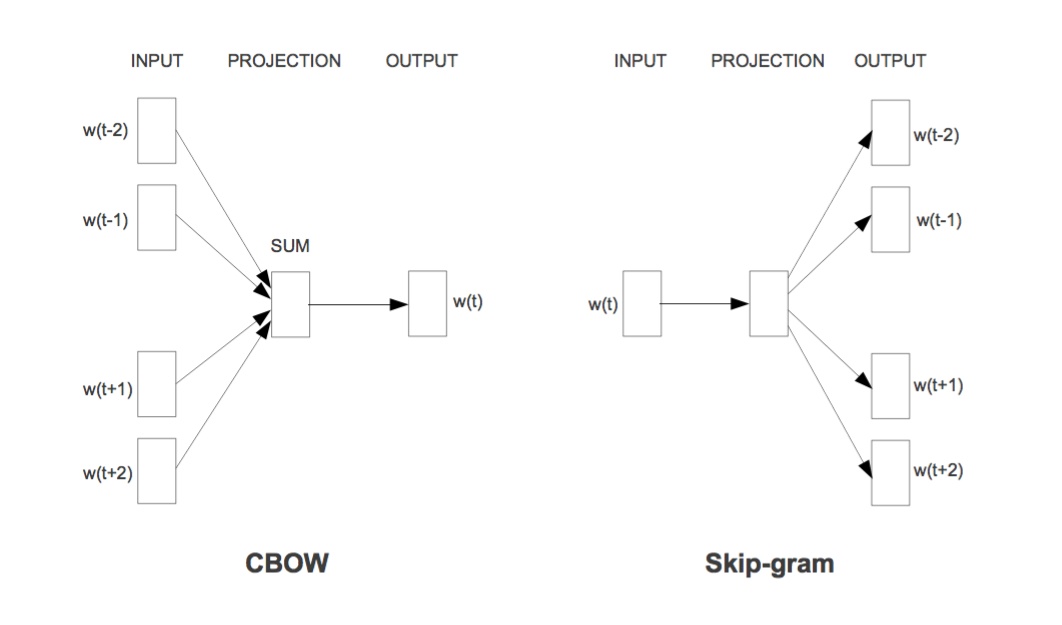 INPUT PROJECTION OUTPUT
w(t-2)
w(t-1)
SUM
w(t)
w(t+1)
w(t+2)
CBOW
INPUT PROJECTION OUTPUT
w(t-2)
w(t-1)
w(t)
w(t+1)
w(t+2)
Skip-gram